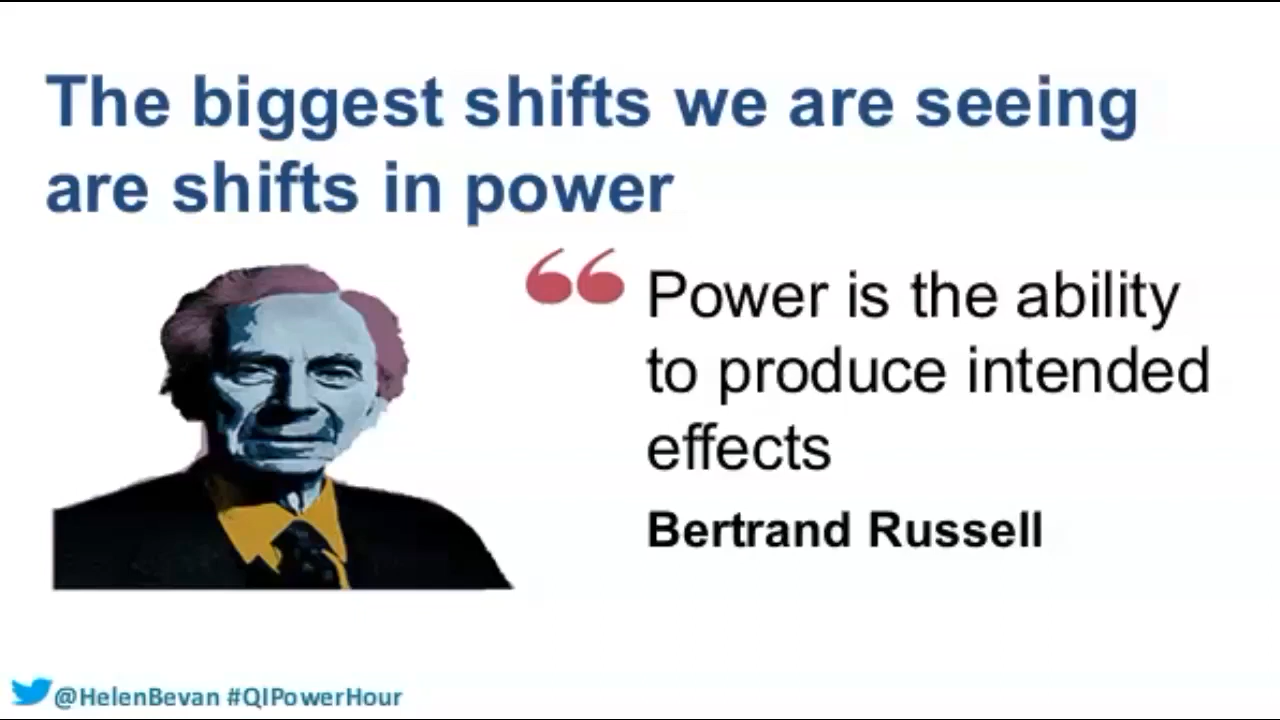 The biggest shifts we are seeing
are shifts in power
“ Power is the ability
to produce intended
effects
Bertrand Russell
@HelenBevan #QIPowerHour